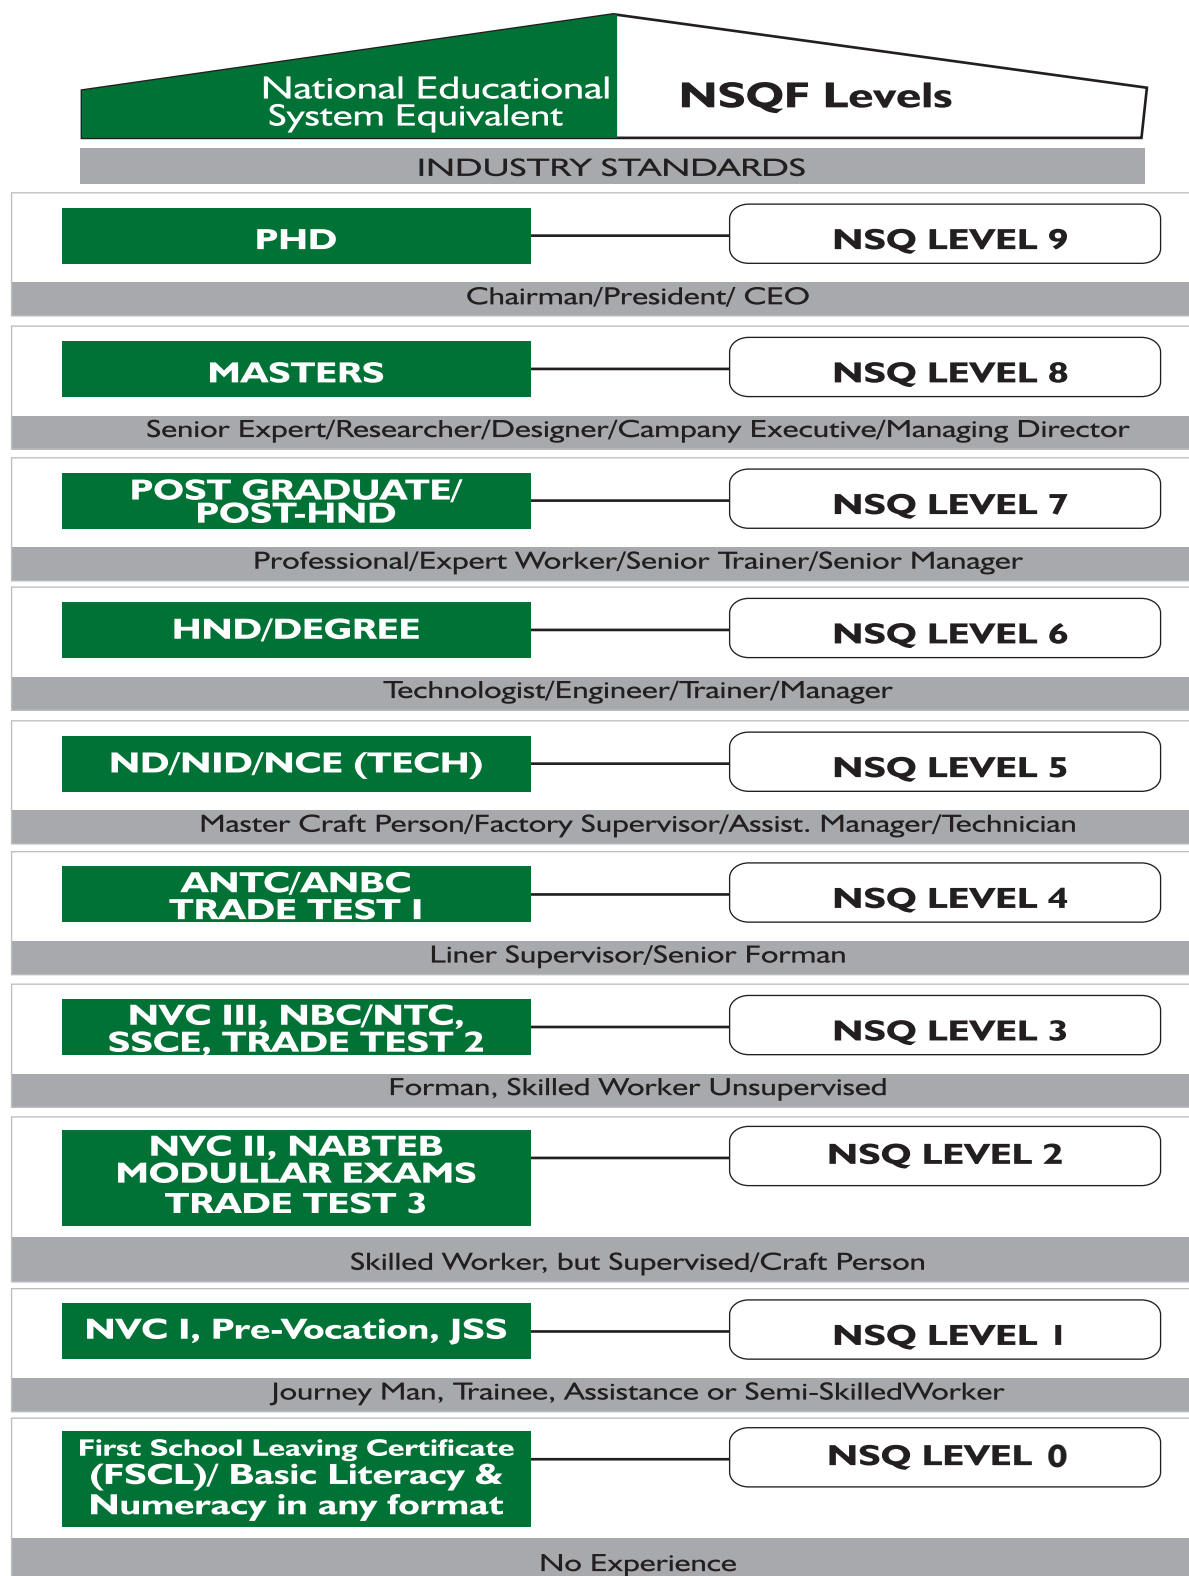 National Educational
System Equivalent
NSQF Levels
INDUSTRY STANDARDS
PHD
NSQ LEVEL 9
Chairman/President/ CEO
MASTERS
NSQ LEVEL 8
Senior Expert/Researcher/Designer/Campany Executive/Managing Director
POST GRADUATE/
POST-HND
NSQ LEVEL 7
Professional/Expert Worker/Senior Trainer/Senior Manager
HND/DEGREE
NSQ LEVEL 6
Technologist/Engineer/Trainer/Manager
ND/NID/NCE (TECH)
NSQ LEVEL 5
Master Craft Person/Factory Supervisor/Assist. Manager/Technician
ANTC/ANBC
TRADE TEST I
NSQ LEVEL 4
Liner Supervisor/Senior Forman
NVC III, NBC/NTC,
SSCE, TRADE TEST 2
NSQ LEVEL 3
Forman, Skilled Worker Unsupervised
NVC II, NABTEB
MODULLAR EXAMS
TRADE TEST 3
NSQ LEVEL 2
Skilled Worker, but Supervised/Craft Person
NVC I, Pre-Vocation, JSS
NSQ LEVEL I
Journey Man, Trainee, Assistance or Semi-SkilledWorker
First School Leaving Certificate
(FSCL)/ Basic Literacy &
Numeracy in any format
NSQ LEVEL 0
No Experience